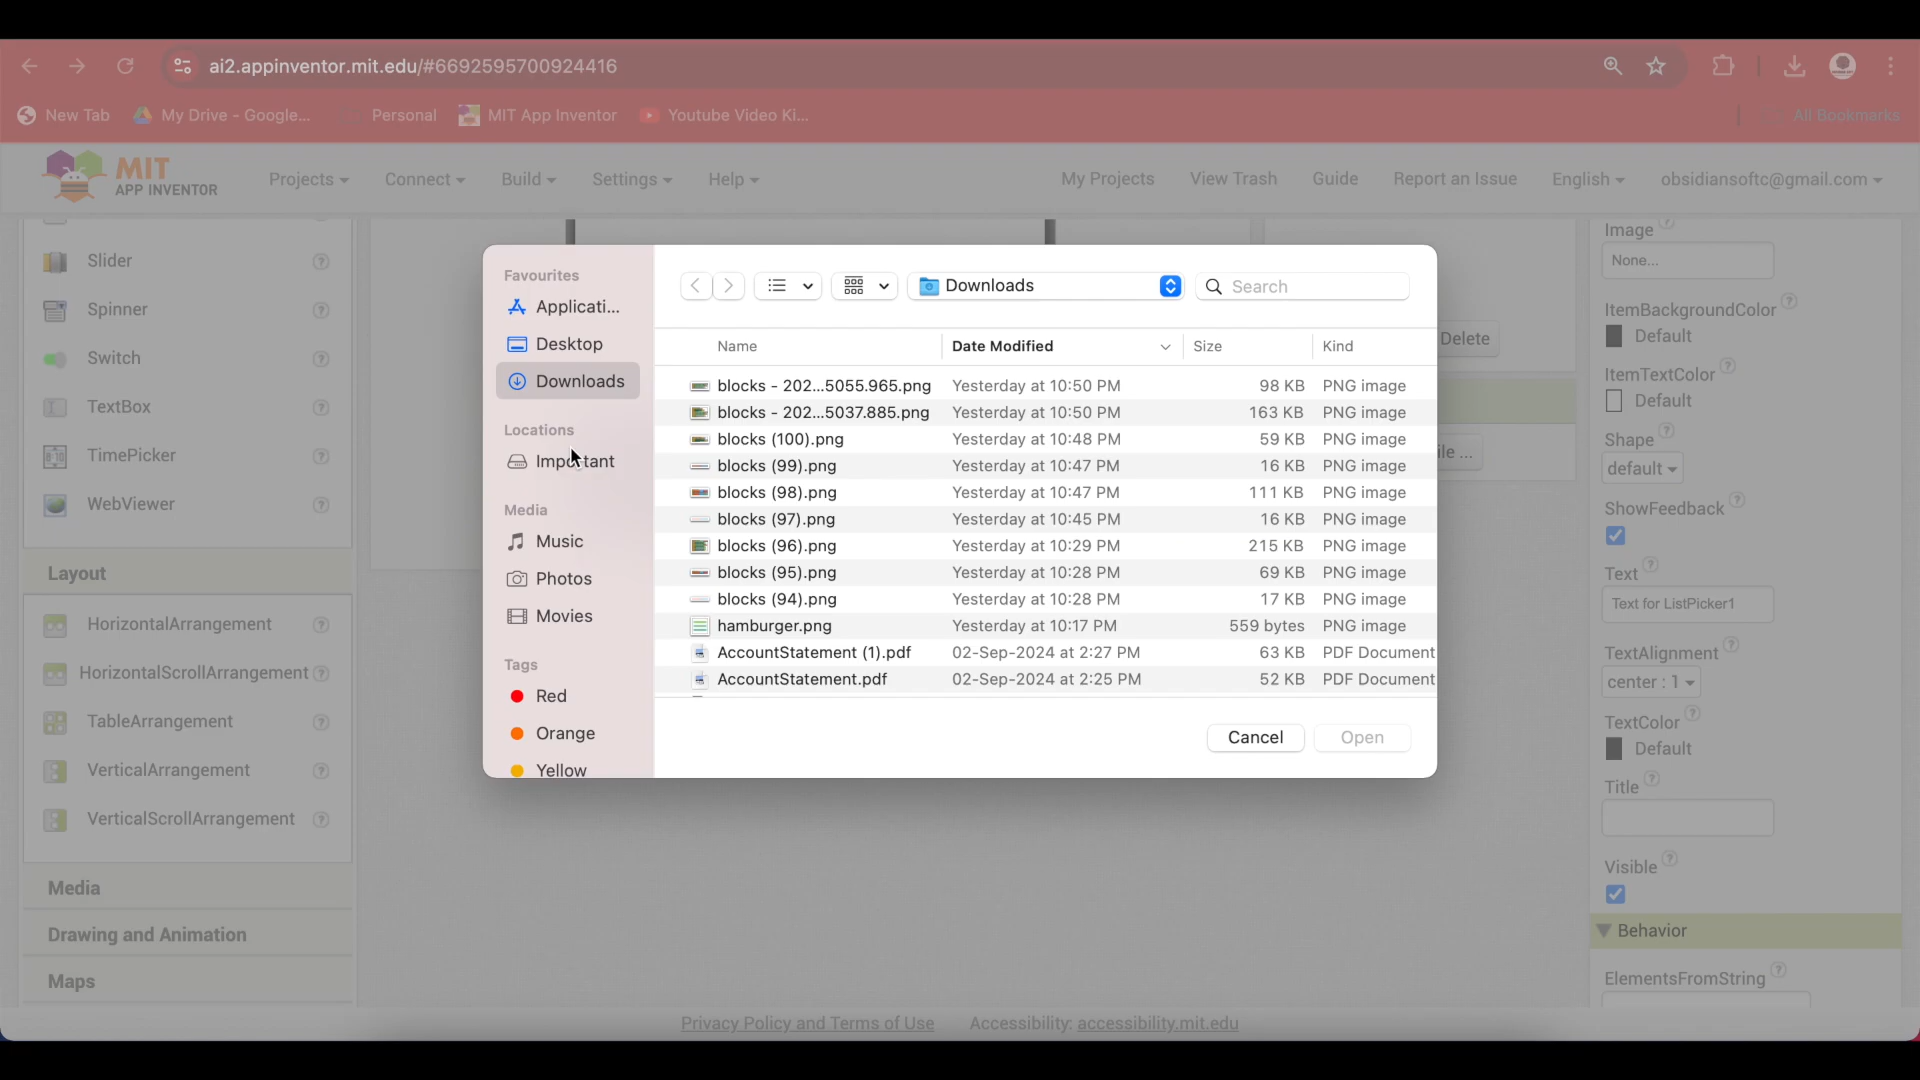 ai2.appinventor.mit.edu/#6692595700924416
New Tab
My Drive - Google...
Personal
MIT App Inventor
Youtube Video Ki...
All Bookmarks
MIT
APP INVENTOR
Projects
Connect
Build
Settings
Help
My Projects
View Trash
Guide
Report an Issue
English
obsidiansoftc@gmail.com
Slider
Spinner
Switch
TextBox
TimePicker
WebViewer
Layout
HorizontalArrangement
HorizontalScrollArrangement
TableArrangement
VerticalArrangement
VerticalScrollArrangement
Media
Drawing and Animation
Maps
Favourites
Applicati...
Desktop
Downloads
Locations
Important
Media
Music
Photos
Movies
Tags
Red
Orange
Yellow
Downloads
Search
Name Date Modified Size Kind
blocks - 202...5055.965.png Yesterday at 10:50 PM 98 KB PNG image
blocks - 202...5037.885.png Yesterday at 10:50 PM 163 KB PNG image
blocks (100).png Yesterday at 10:48 PM 59 KB PNG image
blocks (99).png Yesterday at 10:47 PM 16 KB PNG image
blocks (98).png Yesterday at 10:47 PM 111 KB PNG image
blocks (97).png Yesterday at 10:45 PM 16 KB PNG image
blocks (96).png Yesterday at 10:29 PM 215 KB PNG image
blocks (95).png Yesterday at 10:28 PM 69 KB PNG image
blocks (94).png Yesterday at 10:28 PM 17 KB PNG image
hamburger.png Yesterday at 10:17 PM 559 bytes PNG image
AccountStatement (1).pdf 02-Sep-2024 at 2:27 PM 63 KB PDF Document
AccountStatement.pdf 02-Sep-2024 at 2:25 PM 52 KB PDF Document
Cancel
Open
Delete
ile ...
Image
None...
ItemBackgroundColor
Default
ItemTextColor
Default
Shape
default
ShowFeedback
Text
Text for ListPicker1
TextAlignment
center : 1
TextColor
Default
Title
Visible
Behavior
ElementsFromString
Privacy Policy and Terms of Use
Accessibility: accessibility.mit.edu